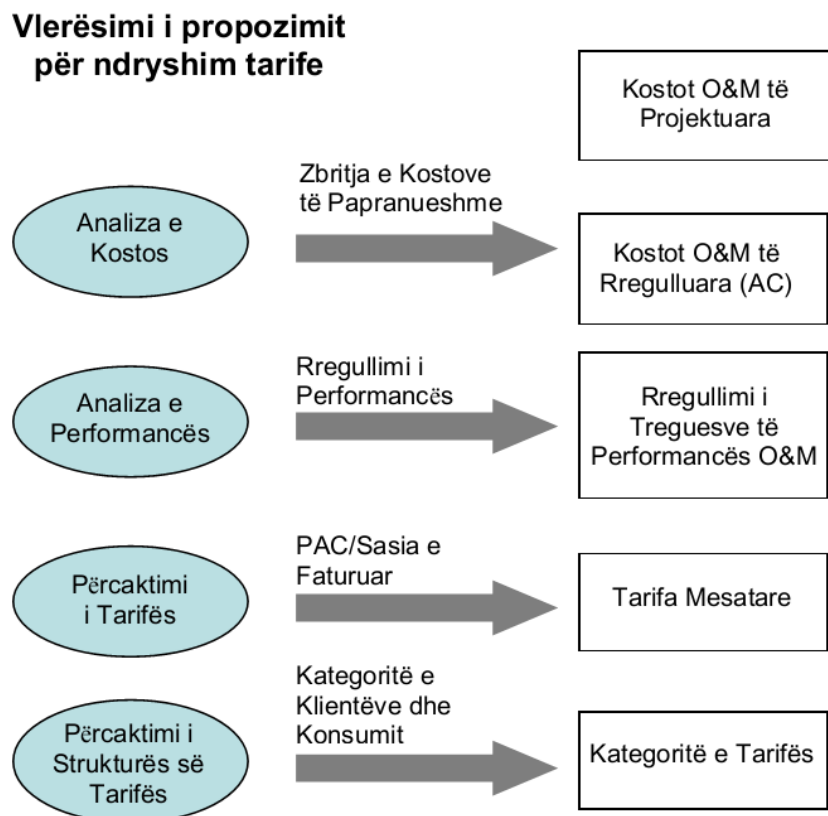 Vlerësimi i propozimit
për ndryshim tarife
Kostot O&M të
Projektuara
Analiza e
Kostos
Zbritja e Kostove
të Papranueshme
Kostot O&M të
Rregulluara (AC)
Analiza e
Performancës
Rregullimi i
Performancës
Rregullimi i
Treguesve të
Performancës O&M
Përcaktimi
i Tarifës
PAC/Sasia e
Faturuar
Tarifa Mesatare
Përcaktimi i
Strukturës së
Tarifës
Kategoritë e
Klientëve dhe
Konsumit
Kategoritë e Tarifës